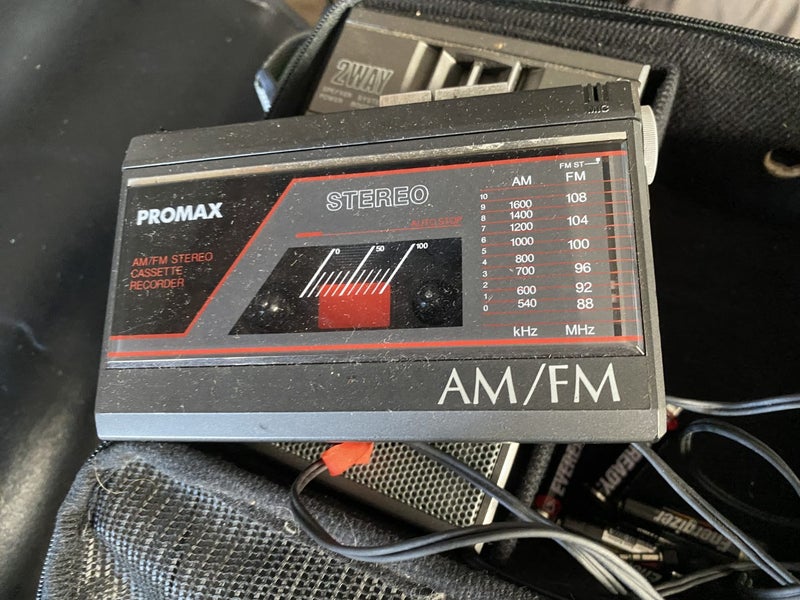 2WAY
MIC
FM ST
AM FM
PROMAX
STEREO
AUTO STOP
AM/FM STEREO
CASSETTE
RECORDER
0 50 100
10
9
8
7
6
5
4
3
2
1
0
1600
1400
1200
1000
800
700
600
540
kHz
108
104
100
96
92
88
MHz
AM/FM
EVEREADY
Energizer